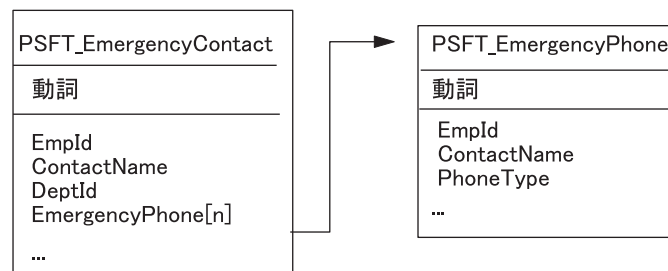 PSFT_EmergencyContact
動詞
EmpId
ContactName
DeptId
EmergencyPhone[n]
...
PSFT_EmergencyPhone
動詞
EmpId
ContactName
PhoneType
...